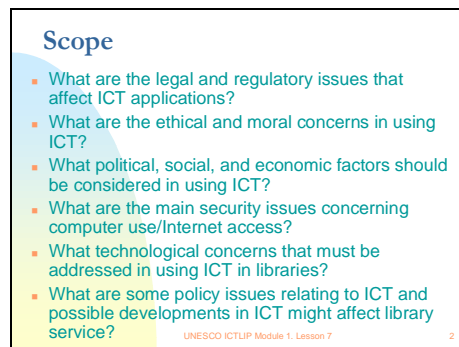 Scope
What are the legal and regulatory issues that
affect ICT applications?
What are the ethical and moral concerns in using
ICT?
What political, social, and economic factors should
be considered in using ICT?
What are the main security issues concerning
computer use/Internet access?
What technological concerns that must be
addressed in using ICT in libraries?
What are some policy issues relating to ICT and
possible developments in ICT might affect library
service?
UNESCO ICTLIP Module 1. Lesson 7
2